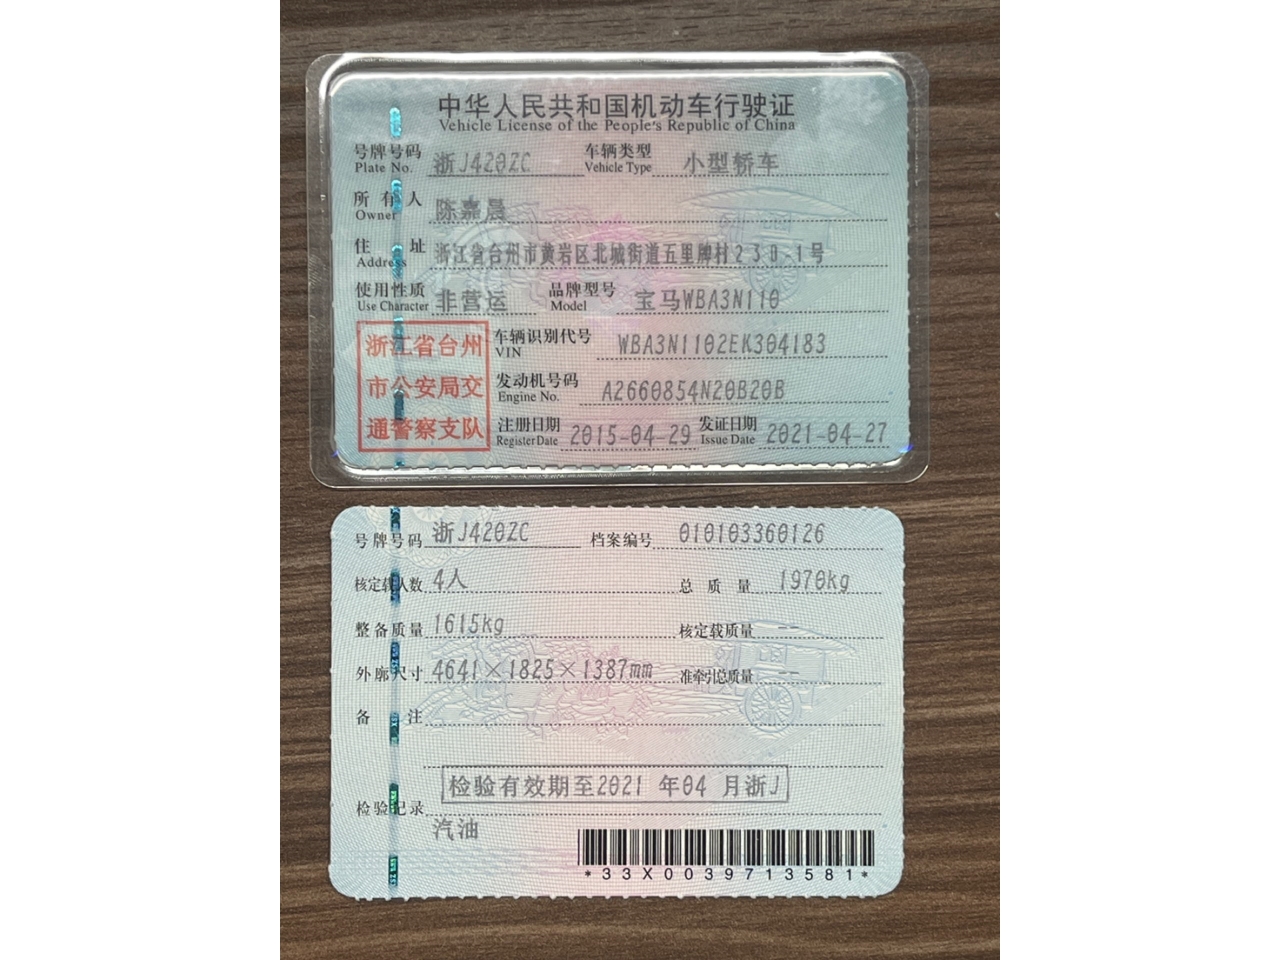 中华人民共和国机动车行驶证
Vehicle License of the People's Republic of China
号牌号码 浙J420ZC 车辆类型 小型轿车
Plate No. Vehicle Type
所有人 陈嘉晨
Owner
住址 浙江省台州市黄岩区北城街道五里牌村230-1号
Address
使用性质 非营运 品牌型号 宝马WBA3N110
Use Character Model
浙江省台州
市公安局交
通警察支队
车辆识别代号 WBA3N1102EK304183
VIN
发动机号码 A2660854N20B20B
Engine No.
注册日期 2015-04-29 发证日期 2021-04-27
Register Date Issue Date
号牌号码 浙J420ZC 档案编号 010103360126
核定载人数 4人 总质量 1970kg
整备质量 1615kg 核定载质量 --
外廓尺寸 4641×1825×1387mm 准牵引总质量 --
备注
检验有效期至2021 年04 月浙J
检验记录
汽油
*33X0039713581*